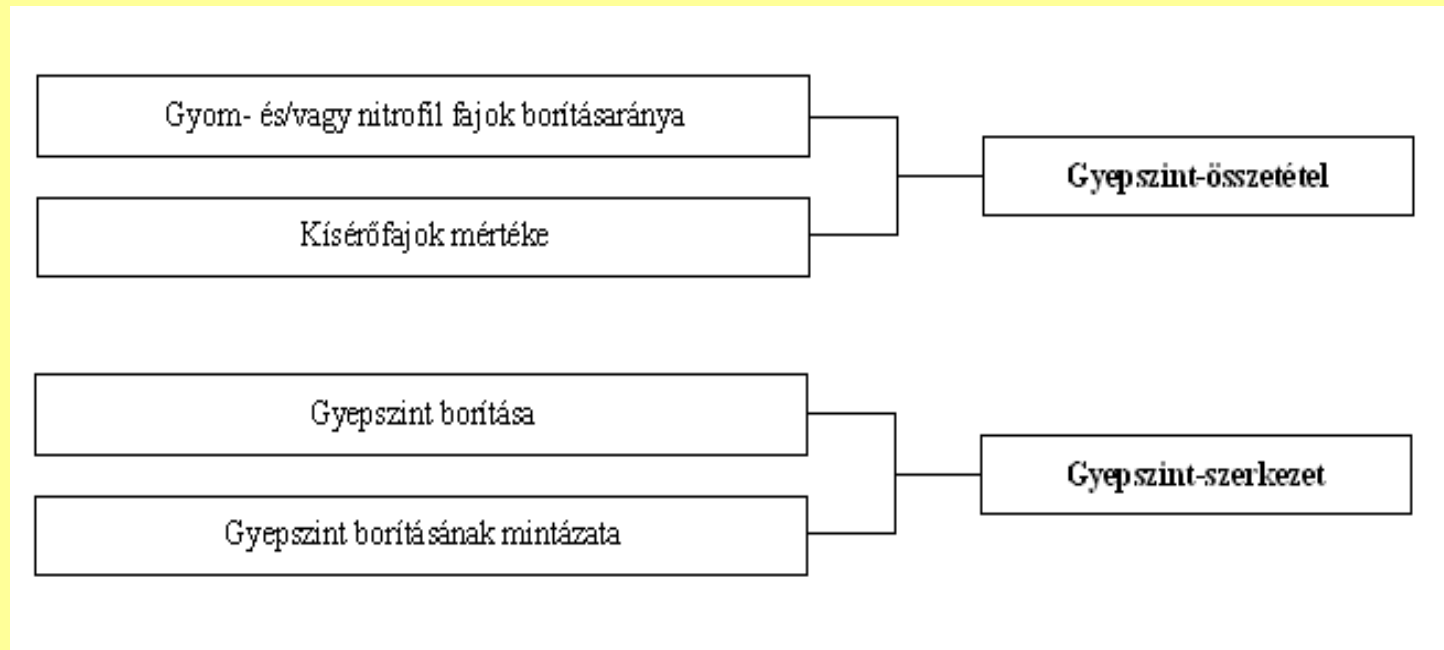 Gyom- és/vagy nitrofil fajok borításaránya
Kísérőfajok mértéke
Gyepszint-összetétel
Gyepszint borítása
Gyepszint borításának mintázata
Gyepszint-szerkezet